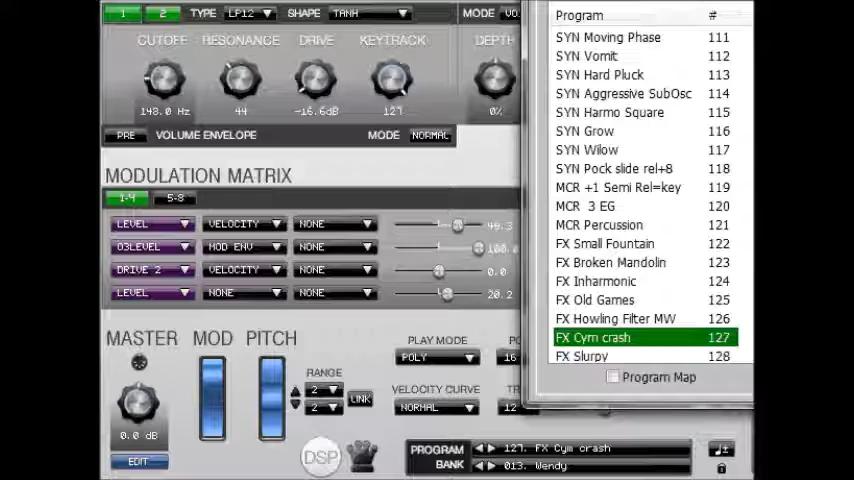 1 2 TYPE LP12 SHAPE TANH MODE
CUTOFF RESONANCE DRIVE KEYTRACK DEPTH
143.0 Hz 44 -16.6dB 127 0%
PRE VOLUME ENVELOPE MODE NORMAL
MODULATION MATRIX
1-4 5-8
LEVEL VELOCITY NONE 49.3
O3LEVEL MOD ENV NONE 100.0
DRIVE 2 VELOCITY NONE 0.0
LEVEL NONE NONE 20.2
MASTER MOD PITCH
RANGE
2
2
LINK
0.0 dB
EDIT
PLAY MODE
POLY 16
VELOCITY CURVE
NORMAL 12
DSP
PROGRAM 127. FX Cym crash
BANK 013. Wendy
Program #
SYN Moving Phase 111
SYN Vomit 112
SYN Hard Pluck 113
SYN Aggressive SubOsc 114
SYN Harmo Square 115
SYN Grow 116
SYN Wilow 117
SYN Pock slide rel+8 118
MCR +1 Semi Rel=key 119
MCR 3 EG 120
MCR Percussion 121
FX Small Fountain 122
FX Broken Mandolin 123
FX Inharmonic 124
FX Old Games 125
FX Howling Filter MW 126
FX Cym crash 127
FX Slurpy 128
Program Map